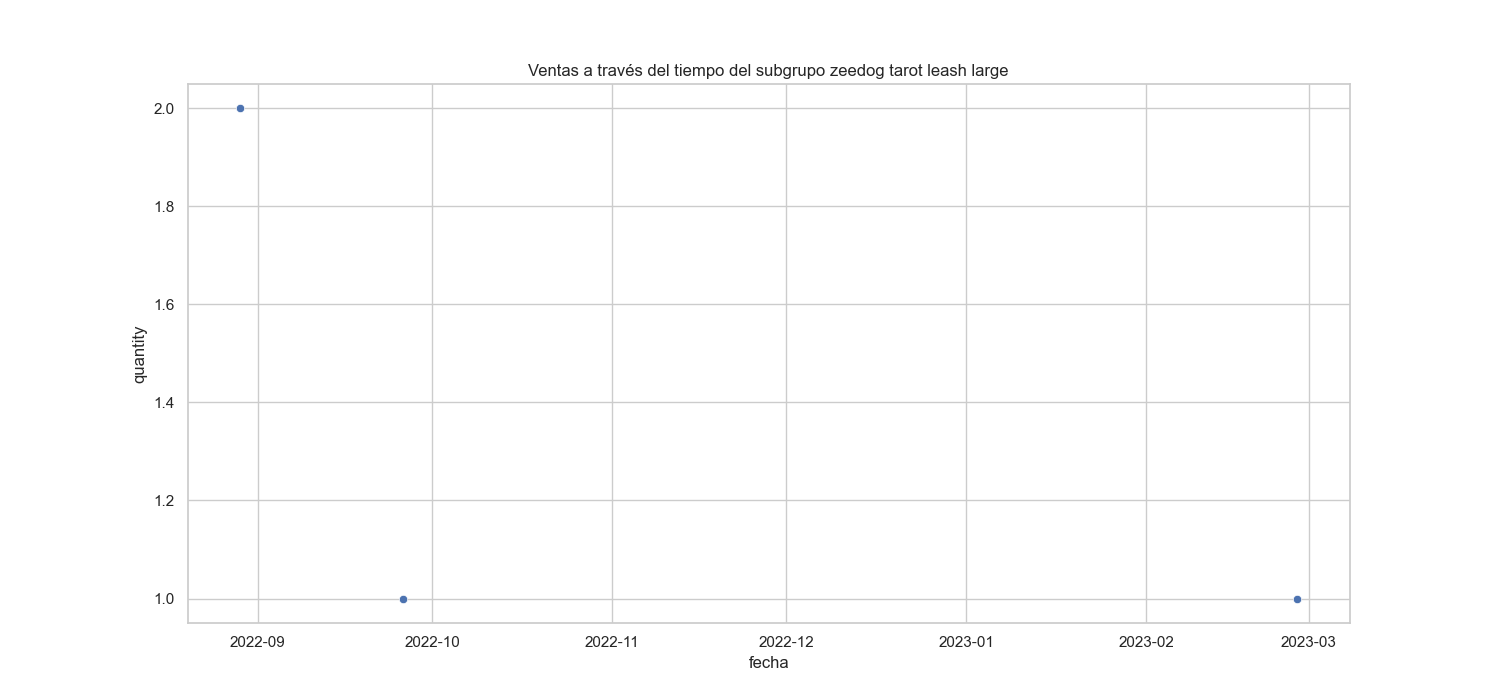 Ventas a través del tiempo del subgrupo zeedog tarot leash large
2.0
1.8
1.6
1.4
1.2
1.0
quantity
2022-09 2022-10 2022-11 2022-12 2023-01 2023-02 2023-03
fecha